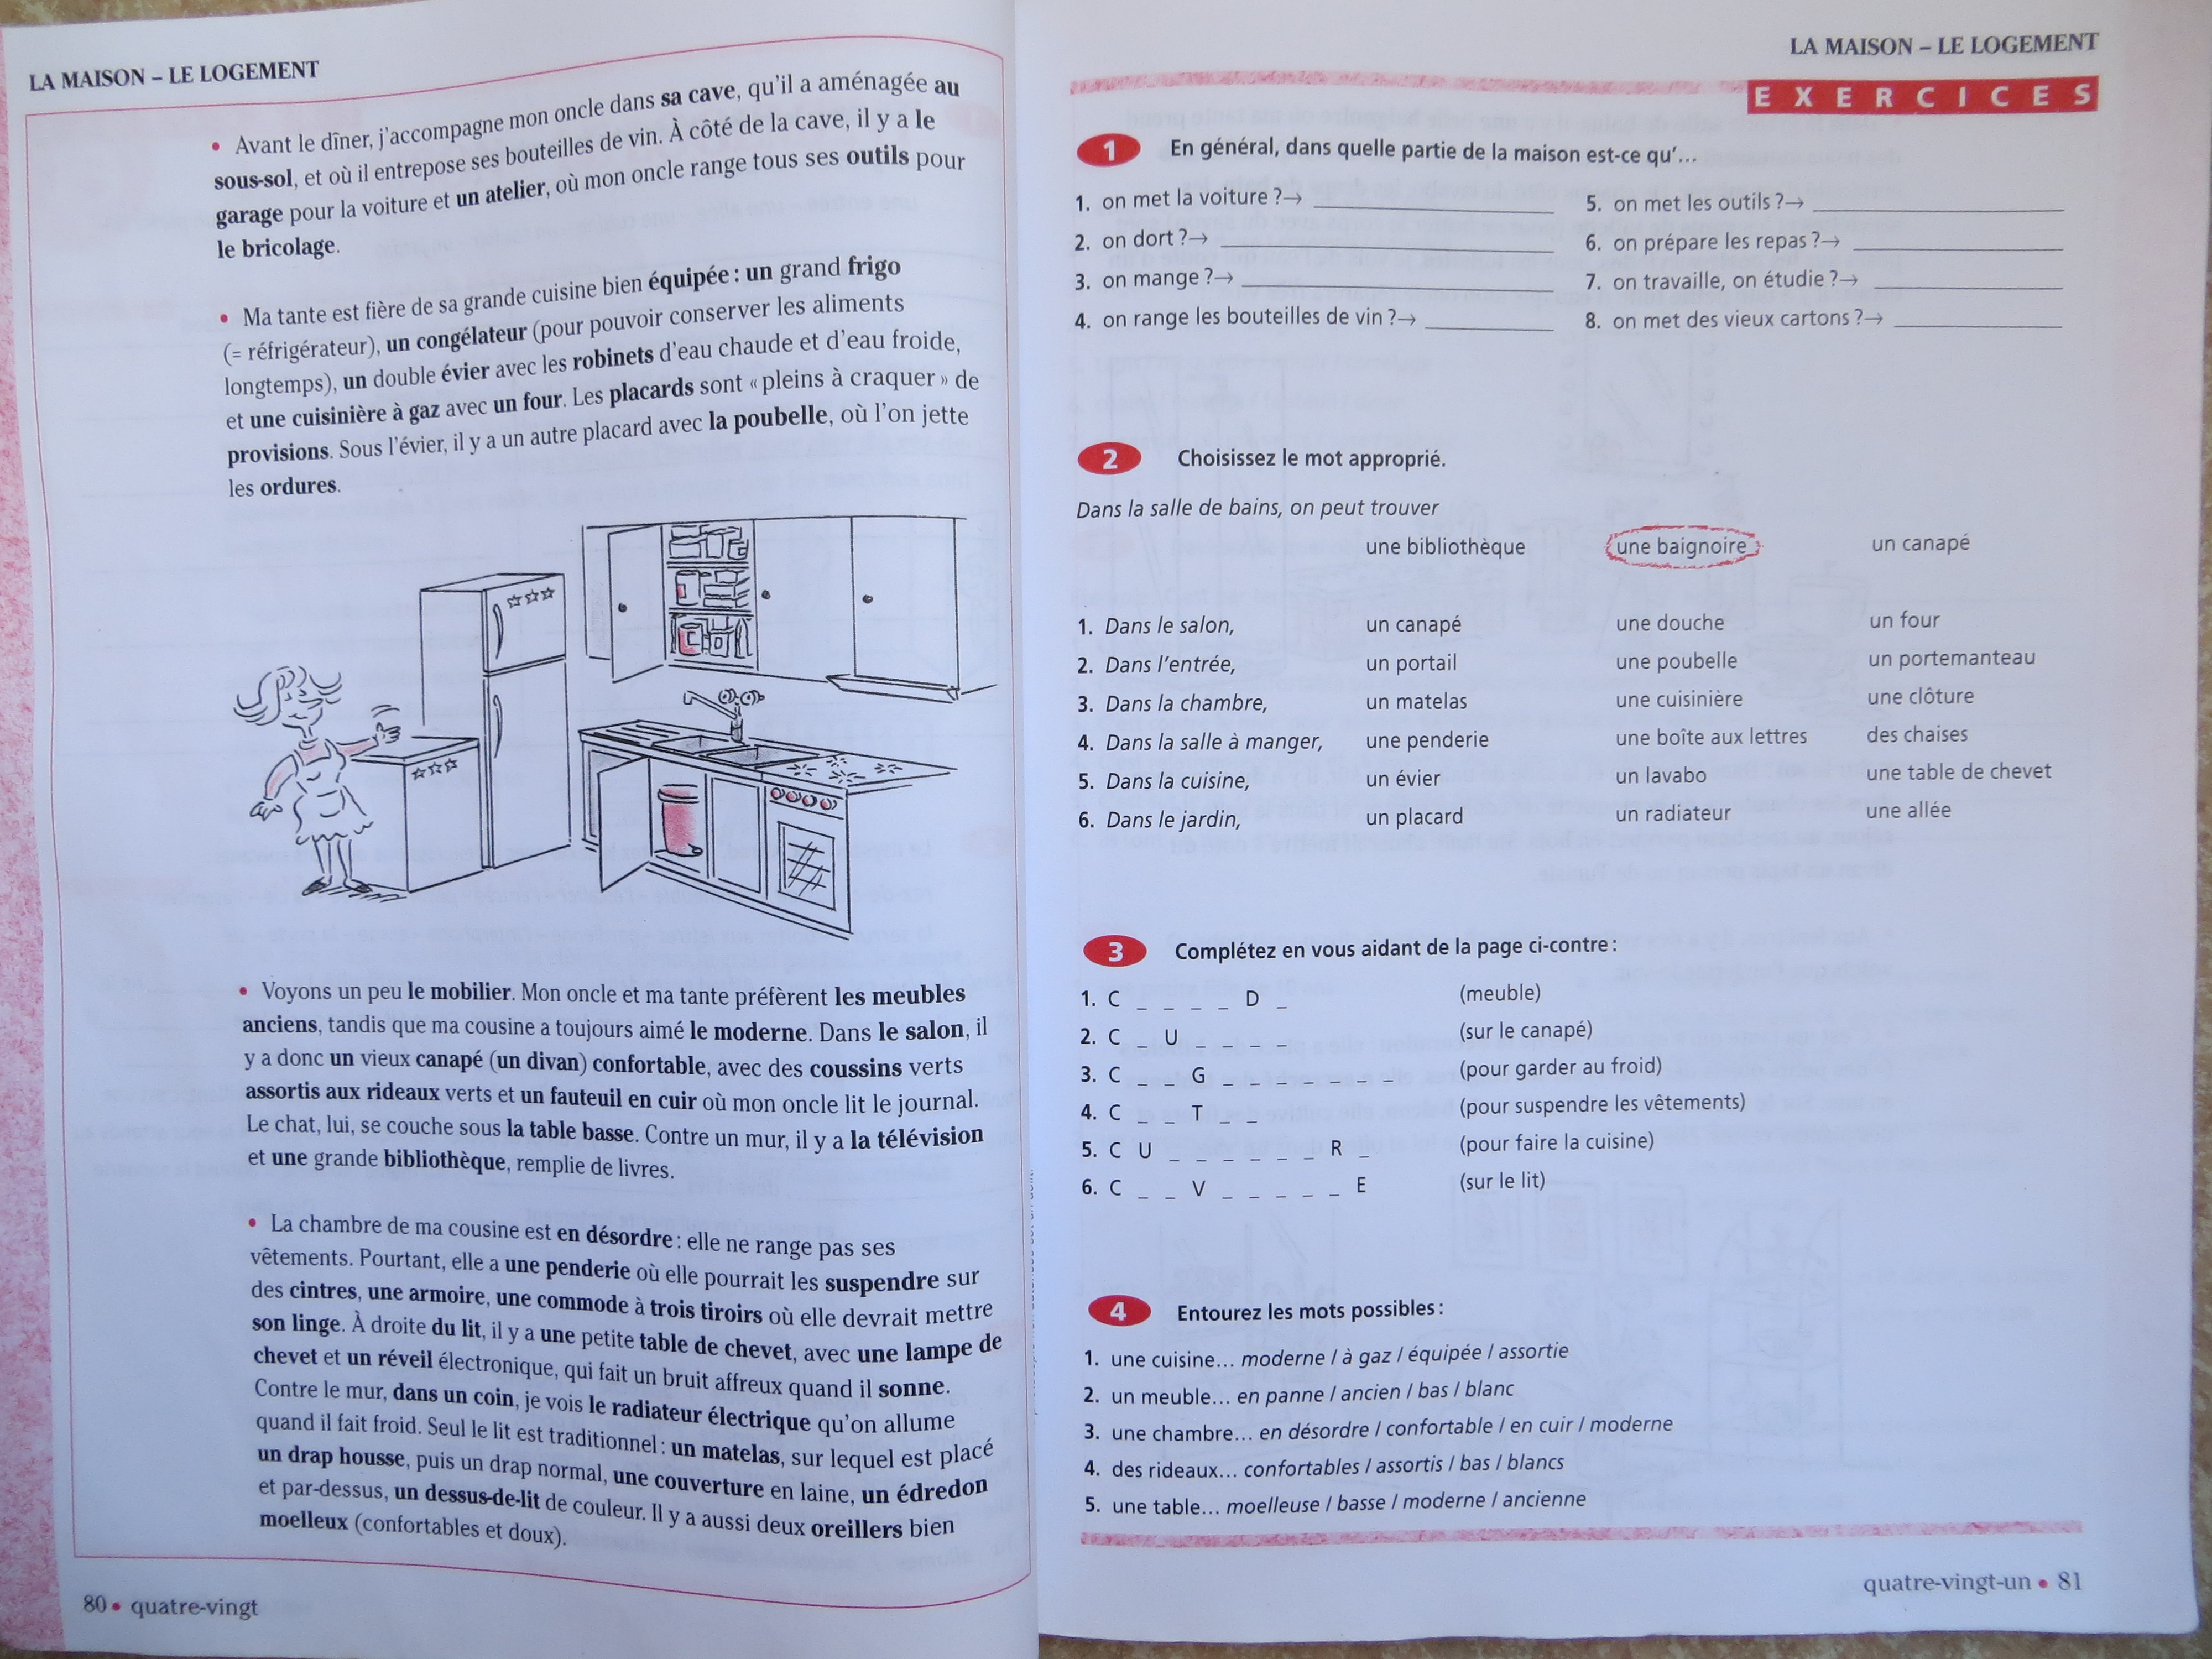 LA MAISON – LE LOGEMENT
• Avant le dîner, j'accompagne mon oncle dans sa cave, qu'il a aménagée au
sous-sol, et où il entrepose ses bouteilles de vin. À côté de la cave, il y a le
garage pour la voiture et un atelier, où mon oncle range tous ses outils pour
le bricolage.
• Ma tante est fière de sa grande cuisine bien équipée : un grand frigo
(= réfrigérateur), un congélateur (pour pouvoir conserver les aliments
longtemps), un double évier avec les robinets d'eau chaude et d'eau froide,
et une cuisinière à gaz avec un four. Les placards sont « pleins à craquer » de
provisions. Sous l'évier, il y a un autre placard avec la poubelle, où l'on jette
les ordures.
• Voyons un peu le mobilier. Mon oncle et ma tante préfèrent les meubles
anciens, tandis que ma cousine a toujours aimé le moderne. Dans le salon, il
y a donc un vieux canapé (un divan) confortable, avec des coussins verts
assortis aux rideaux verts et un fauteuil en cuir où mon oncle lit le journal.
Le chat, lui, se couche sous la table basse. Contre un mur, il y a la télévision
et une grande bibliothèque, remplie de livres.
• La chambre de ma cousine est en désordre : elle ne range pas ses
vêtements. Pourtant, elle a une penderie où elle pourrait les suspendre sur
des cintres, une armoire, une commode à trois tiroirs où elle devrait mettre
son linge. À droite du lit, il y a une petite table de chevet, avec une lampe de
chevet et un réveil électronique, qui fait un bruit affreux quand il sonne.
Contre le mur, dans un coin, je vois le radiateur électrique qu'on allume
quand il fait froid. Seul le lit est traditionnel : un matelas, sur lequel est placé
un drap housse, puis un drap normal, une couverture en laine, un édredon
et par-dessus, un dessus-de-lit de couleur. Il y a aussi deux oreillers bien
moelleux (confortables et doux).
80 • quatre-vingt
LA MAISON – LE LOGEMENT
EXERCICES
1 En général, dans quelle partie de la maison est-ce qu'…
1. on met la voiture ?→ ____________
2. on dort ?→ ____________
3. on mange ?→ ____________
4. on range les bouteilles de vin ?→ ____________
5. on met les outils ?→ ____________
6. on prépare les repas ?→ ____________
7. on travaille, on étudie ?→ ____________
8. on met des vieux cartons ?→ ____________
2 Choisissez le mot approprié.
Dans la salle de bains, on peut trouver
une bibliothèque une baignoire un canapé
1. Dans le salon, un canapé une douche un four
2. Dans l'entrée, un portail une poubelle un portemanteau
3. Dans la chambre, un matelas une cuisinière une clôture
4. Dans la salle à manger, une penderie une boîte aux lettres des chaises
5. Dans la cuisine, un évier un lavabo une table de chevet
6. Dans le jardin, un placard un radiateur une allée
3 Complétez en vous aidant de la page ci-contre :
1. C _ _ _ _ D _ (meuble)
2. C _ U _ _ _ _ (sur le canapé)
3. C _ _ G _ _ _ _ _ _ _ (pour garder au froid)
4. C _ _ T _ _ (pour suspendre les vêtements)
5. C U _ _ _ _ _ _ R _ (pour faire la cuisine)
6. C _ _ V _ _ _ _ _ E (sur le lit)
4 Entourez les mots possibles :
1. une cuisine… moderne / à gaz / équipée / assortie
2. un meuble… en panne / ancien / bas / blanc
3. une chambre… en désordre / confortable / en cuir / moderne
4. des rideaux… confortables / assortis / bas / blancs
5. une table… moelleuse / basse / moderne / ancienne
quatre-vingt-un • 81